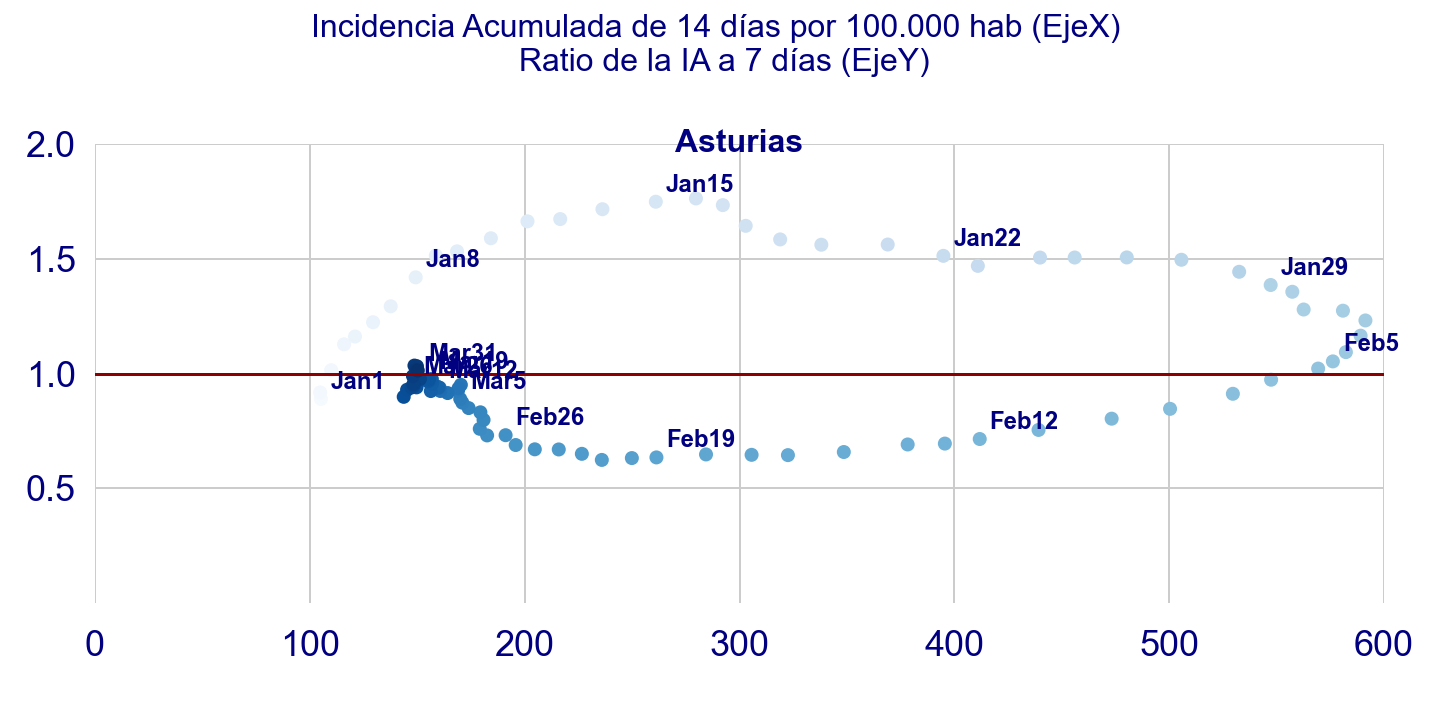 Incidencia Acumulada de 14 días por 100.000 hab (EjeX)
Ratio de la IA a 7 días (EjeY)
Asturias
2.0
Jan15
Jan22
1.5
Jan8
Jan29
Feb5
Mar31
1.0
Jan1
Mar12
Mar5
Feb26
Feb12
Feb19
0.5
0 100 200 300 400 500 600